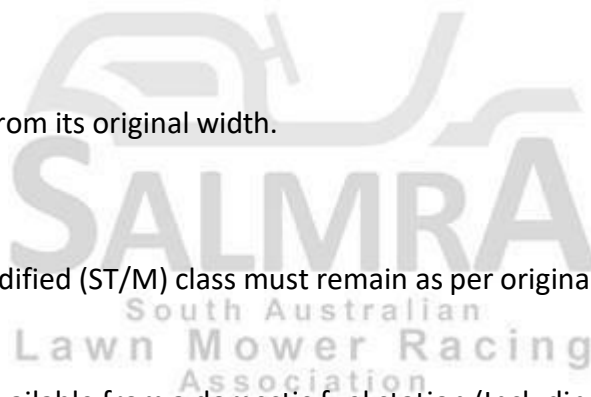 rom its original width.
SALMRA
dified (ST/M) class must remain as per origina
South Australian
Lawn Mower Racing
Association